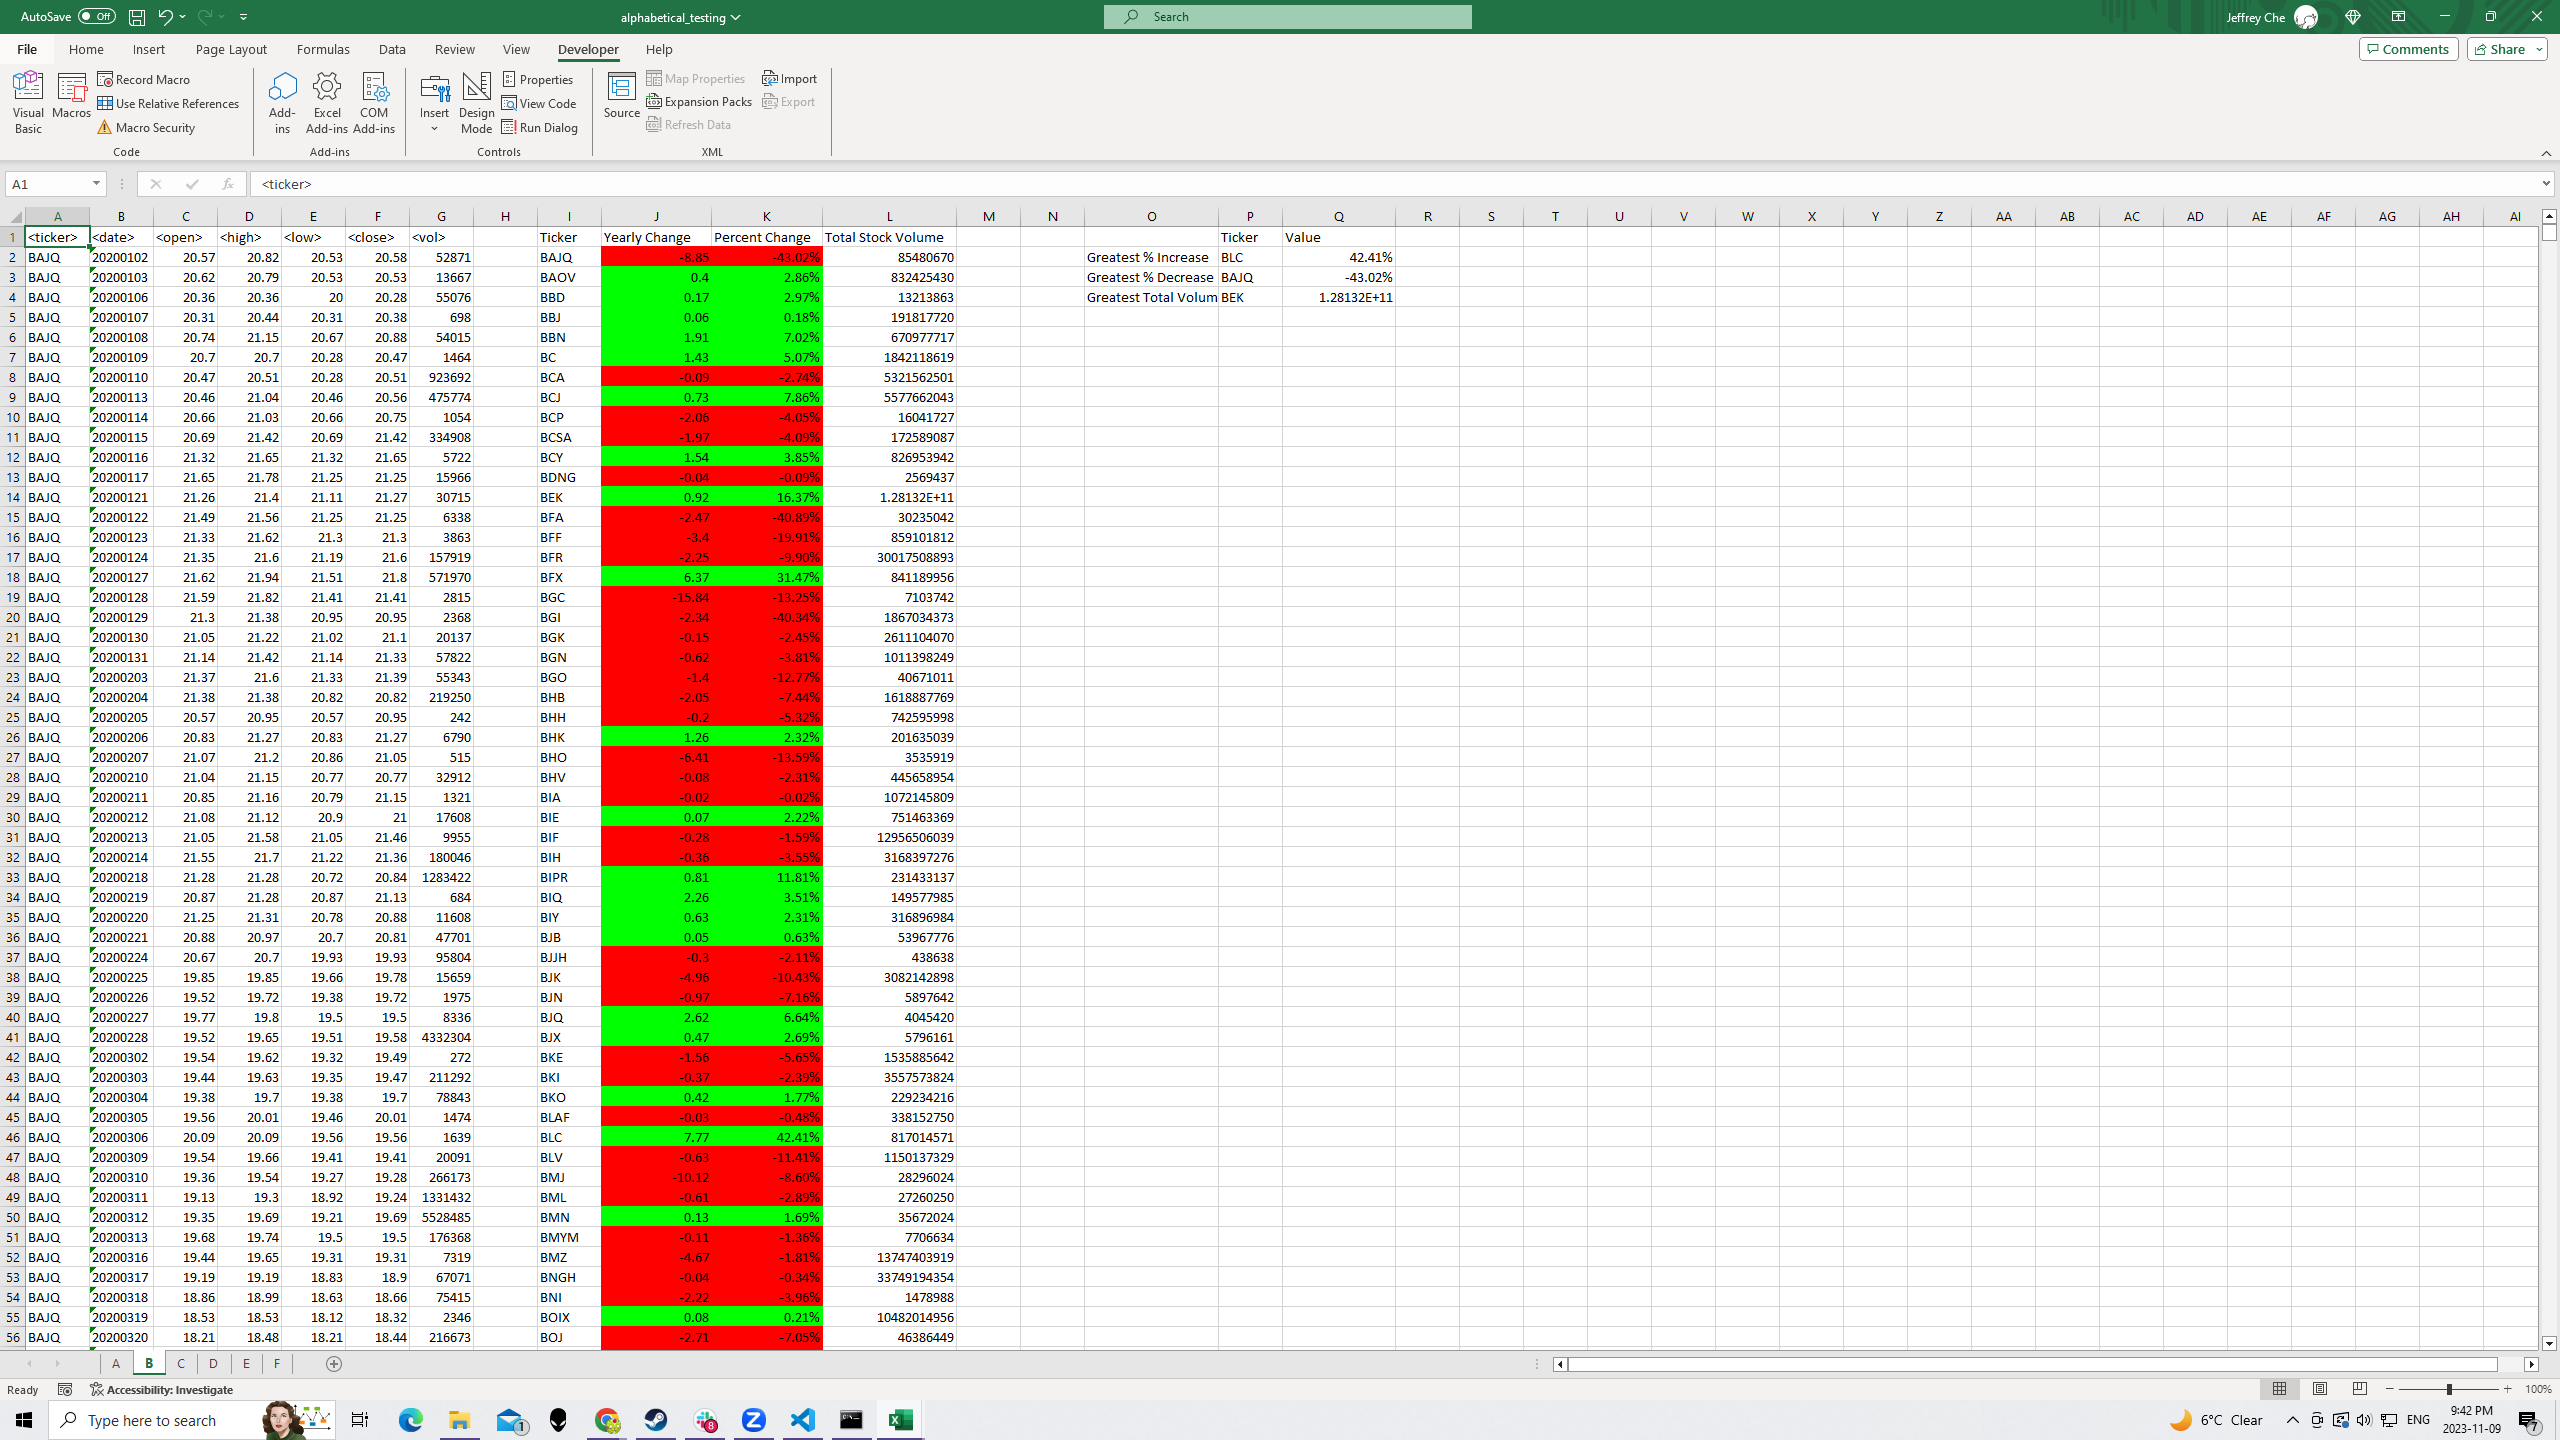 AutoSave Off alphabetical_testing Search Jeffrey Che
File Home Insert Page Layout Formulas Data Review View Developer Help Comments Share
Visual Basic Macros Record Macro Use Relative References Macro Security Add-ins Excel Add-ins COM Add-ins Insert Design Mode Properties View Code Run Dialog Source Map Properties Expansion Packs Refresh Data Import Export
Code Add-ins Controls XML
A1 fx <ticker>
A B C D E F G H I J K L M N O P Q R S T U V W X Y Z AA AB AC AD AE AF AG AH AI
1 <ticker> <date> <open> <high> <low> <close> <vol> Ticker Yearly Change Percent Change Total Stock Volume Ticker Value
2 BAJQ 20200102 20.57 20.82 20.53 20.58 52871 BAJQ -8.85 -43.02% 85480670 Greatest % Increase BLC 42.41%
3 BAJQ 20200103 20.62 20.79 20.53 20.53 13667 BAOV 0.4 2.86% 832425430 Greatest % Decrease BAJQ -43.02%
4 BAJQ 20200106 20.36 20.36 20 20.28 55076 BBD 0.17 2.97% 13213863 Greatest Total Volum BEK 1.28132E+11
5 BAJQ 20200107 20.31 20.44 20.31 20.38 698 BBJ 0.06 0.18% 191817720
6 BAJQ 20200108 20.74 21.15 20.67 20.88 54015 BBN 1.91 7.02% 670977717
7 BAJQ 20200109 20.7 20.7 20.28 20.47 1464 BC 1.43 5.07% 1842118619
8 BAJQ 20200110 20.47 20.51 20.28 20.51 923692 BCA -0.09 -2.74% 5321562501
9 BAJQ 20200113 20.46 21.04 20.46 20.56 475774 BCJ 0.73 7.86% 5577662043
10 BAJQ 20200114 20.66 21.03 20.66 20.75 1054 BCP -2.06 -4.05% 16041727
11 BAJQ 20200115 20.69 21.42 20.69 21.42 334908 BCSA -1.97 -4.09% 172589087
12 BAJQ 20200116 21.32 21.65 21.32 21.65 5722 BCY 1.54 3.85% 826953942
13 BAJQ 20200117 21.65 21.78 21.25 21.25 15966 BDNG -0.04 -0.09% 2569437
14 BAJQ 20200121 21.26 21.4 21.11 21.27 30715 BEK 0.92 16.37% 1.28132E+11
15 BAJQ 20200122 21.49 21.56 21.25 21.25 6338 BFA -2.47 -40.89% 30235042
16 BAJQ 20200123 21.33 21.62 21.3 21.3 3863 BFF -3.4 -19.91% 859101812
17 BAJQ 20200124 21.35 21.6 21.19 21.6 157919 BFR -2.25 -9.90% 30017508893
18 BAJQ 20200127 21.62 21.94 21.51 21.8 571970 BFX 6.37 31.47% 841189956
19 BAJQ 20200128 21.59 21.82 21.41 21.41 2815 BGC -15.84 -13.25% 7103742
20 BAJQ 20200129 21.3 21.38 20.95 20.95 2368 BGI -2.34 -40.34% 1867034373
21 BAJQ 20200130 21.05 21.22 21.02 21.1 20137 BGK -0.15 -2.45% 2611104070
22 BAJQ 20200131 21.14 21.42 21.14 21.33 57822 BGN -0.62 -3.81% 1011398249
23 BAJQ 20200203 21.37 21.6 21.33 21.39 55343 BGO -1.4 -12.77% 40671011
24 BAJQ 20200204 21.38 21.38 20.82 20.82 219250 BHB -2.05 -7.44% 1618887769
25 BAJQ 20200205 20.57 20.95 20.57 20.95 242 BHH -0.2 -5.32% 742595998
26 BAJQ 20200206 20.83 21.27 20.83 21.27 6790 BHK 1.26 2.32% 201635039
27 BAJQ 20200207 21.07 21.2 20.86 21.05 515 BHO -6.41 -13.59% 3535919
28 BAJQ 20200210 21.04 21.15 20.77 20.77 32912 BHV -0.08 -2.31% 445658954
29 BAJQ 20200211 20.85 21.16 20.79 21.15 1321 BIA -0.02 -0.02% 1072145809
30 BAJQ 20200212 21.08 21.12 20.9 21 17608 BIE 0.07 2.22% 751463369
31 BAJQ 20200213 21.05 21.58 21.05 21.46 9955 BIF -0.28 -1.59% 12956506039
32 BAJQ 20200214 21.55 21.7 21.22 21.36 180046 BIH -0.36 -3.55% 3168397276
33 BAJQ 20200218 21.28 21.28 20.72 20.84 1283422 BIPR 0.81 11.81% 231433137
34 BAJQ 20200219 20.87 21.28 20.87 21.13 684 BIQ 2.26 3.51% 149577985
35 BAJQ 20200220 21.25 21.31 20.78 20.88 11608 BIY 0.63 2.31% 316896984
36 BAJQ 20200221 20.88 20.97 20.7 20.81 47701 BJB 0.05 0.63% 53967776
37 BAJQ 20200224 20.67 20.7 19.93 19.93 95804 BJJH -0.3 -2.11% 438638
38 BAJQ 20200225 19.85 19.85 19.66 19.78 15659 BJK -4.96 -10.43% 3082142898
39 BAJQ 20200226 19.52 19.72 19.38 19.72 1975 BJN -0.97 -7.16% 5897642
40 BAJQ 20200227 19.77 19.8 19.5 19.5 8336 BJQ 2.62 6.64% 4045420
41 BAJQ 20200228 19.52 19.65 19.51 19.58 4332304 BJX 0.47 2.69% 5796161
42 BAJQ 20200302 19.54 19.62 19.32 19.49 272 BKE -1.56 -5.65% 1535885642
43 BAJQ 20200303 19.44 19.63 19.35 19.47 211292 BKI -0.37 -2.39% 3557573824
44 BAJQ 20200304 19.38 19.7 19.38 19.7 78843 BKO 0.42 1.77% 229234216
45 BAJQ 20200305 19.56 20.01 19.46 20.01 1474 BLAF -0.03 -0.48% 338152750
46 BAJQ 20200306 20.09 20.09 19.56 19.56 1639 BLC 7.77 42.41% 817014571
47 BAJQ 20200309 19.54 19.66 19.41 19.41 20091 BLV -0.63 -11.41% 1150137329
48 BAJQ 20200310 19.36 19.54 19.27 19.28 266173 BMJ -10.12 -8.60% 28296024
49 BAJQ 20200311 19.13 19.3 18.92 19.24 1331432 BML -0.61 -2.89% 27260250
50 BAJQ 20200312 19.35 19.69 19.21 19.69 5528485 BMN 0.13 1.69% 35672024
51 BAJQ 20200313 19.68 19.74 19.5 19.5 176368 BMYM -0.11 -1.36% 7706634
52 BAJQ 20200316 19.44 19.65 19.31 19.31 7319 BMZ -4.67 -1.81% 13747403919
53 BAJQ 20200317 19.19 19.19 18.83 18.9 67071 BNGH -0.04 -0.34% 33749194354
54 BAJQ 20200318 18.86 18.99 18.63 18.66 75415 BNI -2.22 -3.96% 1478988
55 BAJQ 20200319 18.53 18.53 18.12 18.32 2346 BOIX 0.08 0.21% 10482014956
56 BAJQ 20200320 18.21 18.48 18.21 18.44 216673 BOJ -2.71 -7.05% 46386449
A B C D E F
Ready Accessibility: Investigate 100%
Type here to search 1 8 6°C Clear ENG 9:42 PM 2023-11-09 7